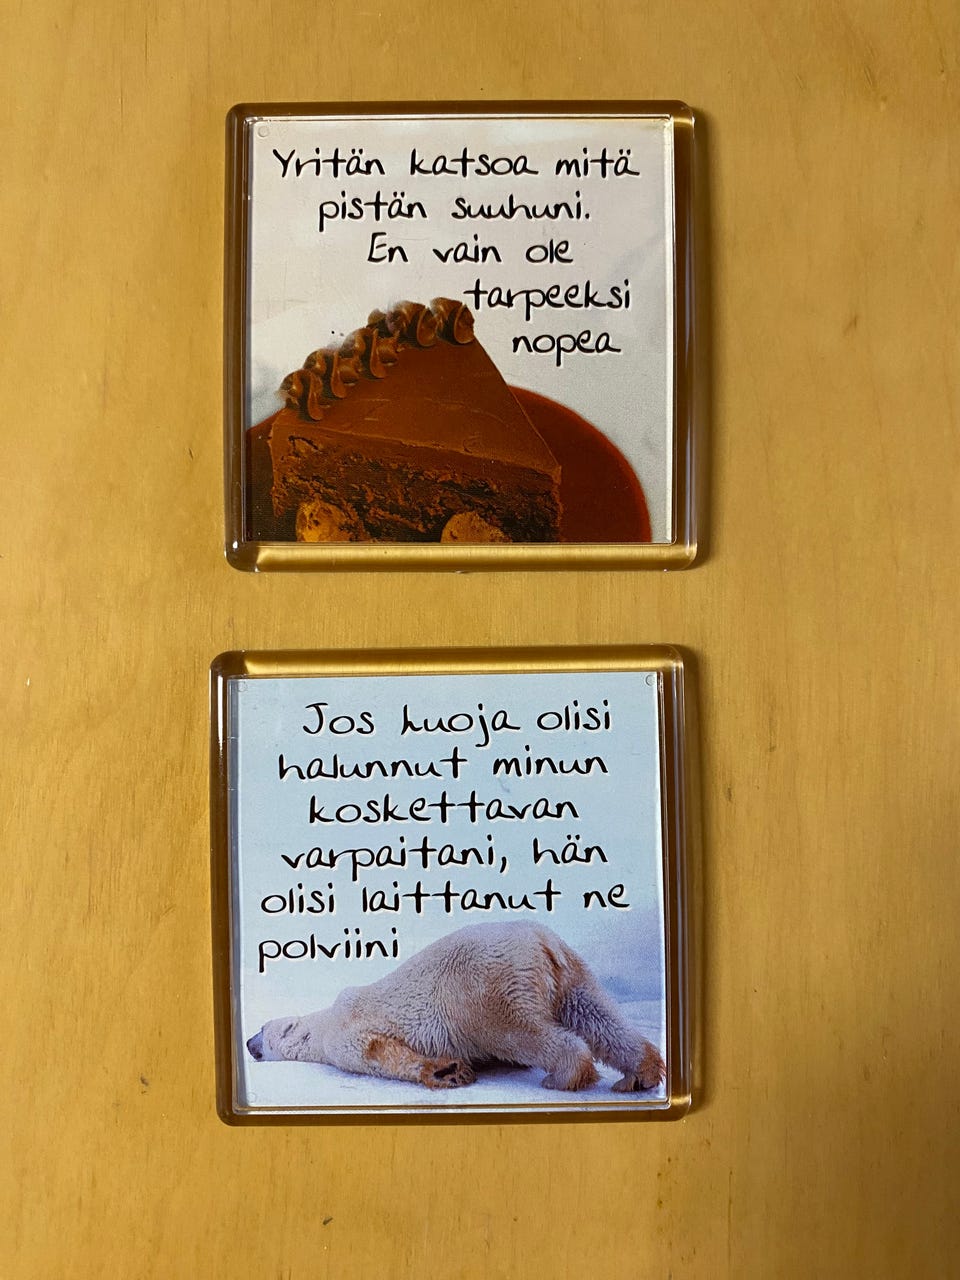 Yritän katsoa mitä
pistän suuhuni.
En vain ole
tarpeeksi
nopea
Jos luoja olisi
halunnut minun
koskettavan
varpaitani, hän
olisi laittanut ne
polviini